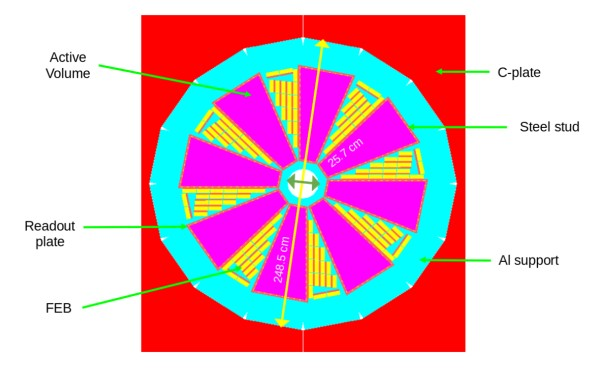 Active
Volume
C-plate
Steel stud
25.7 cm
Readout
plate
248.5 cm
Al support
FEB